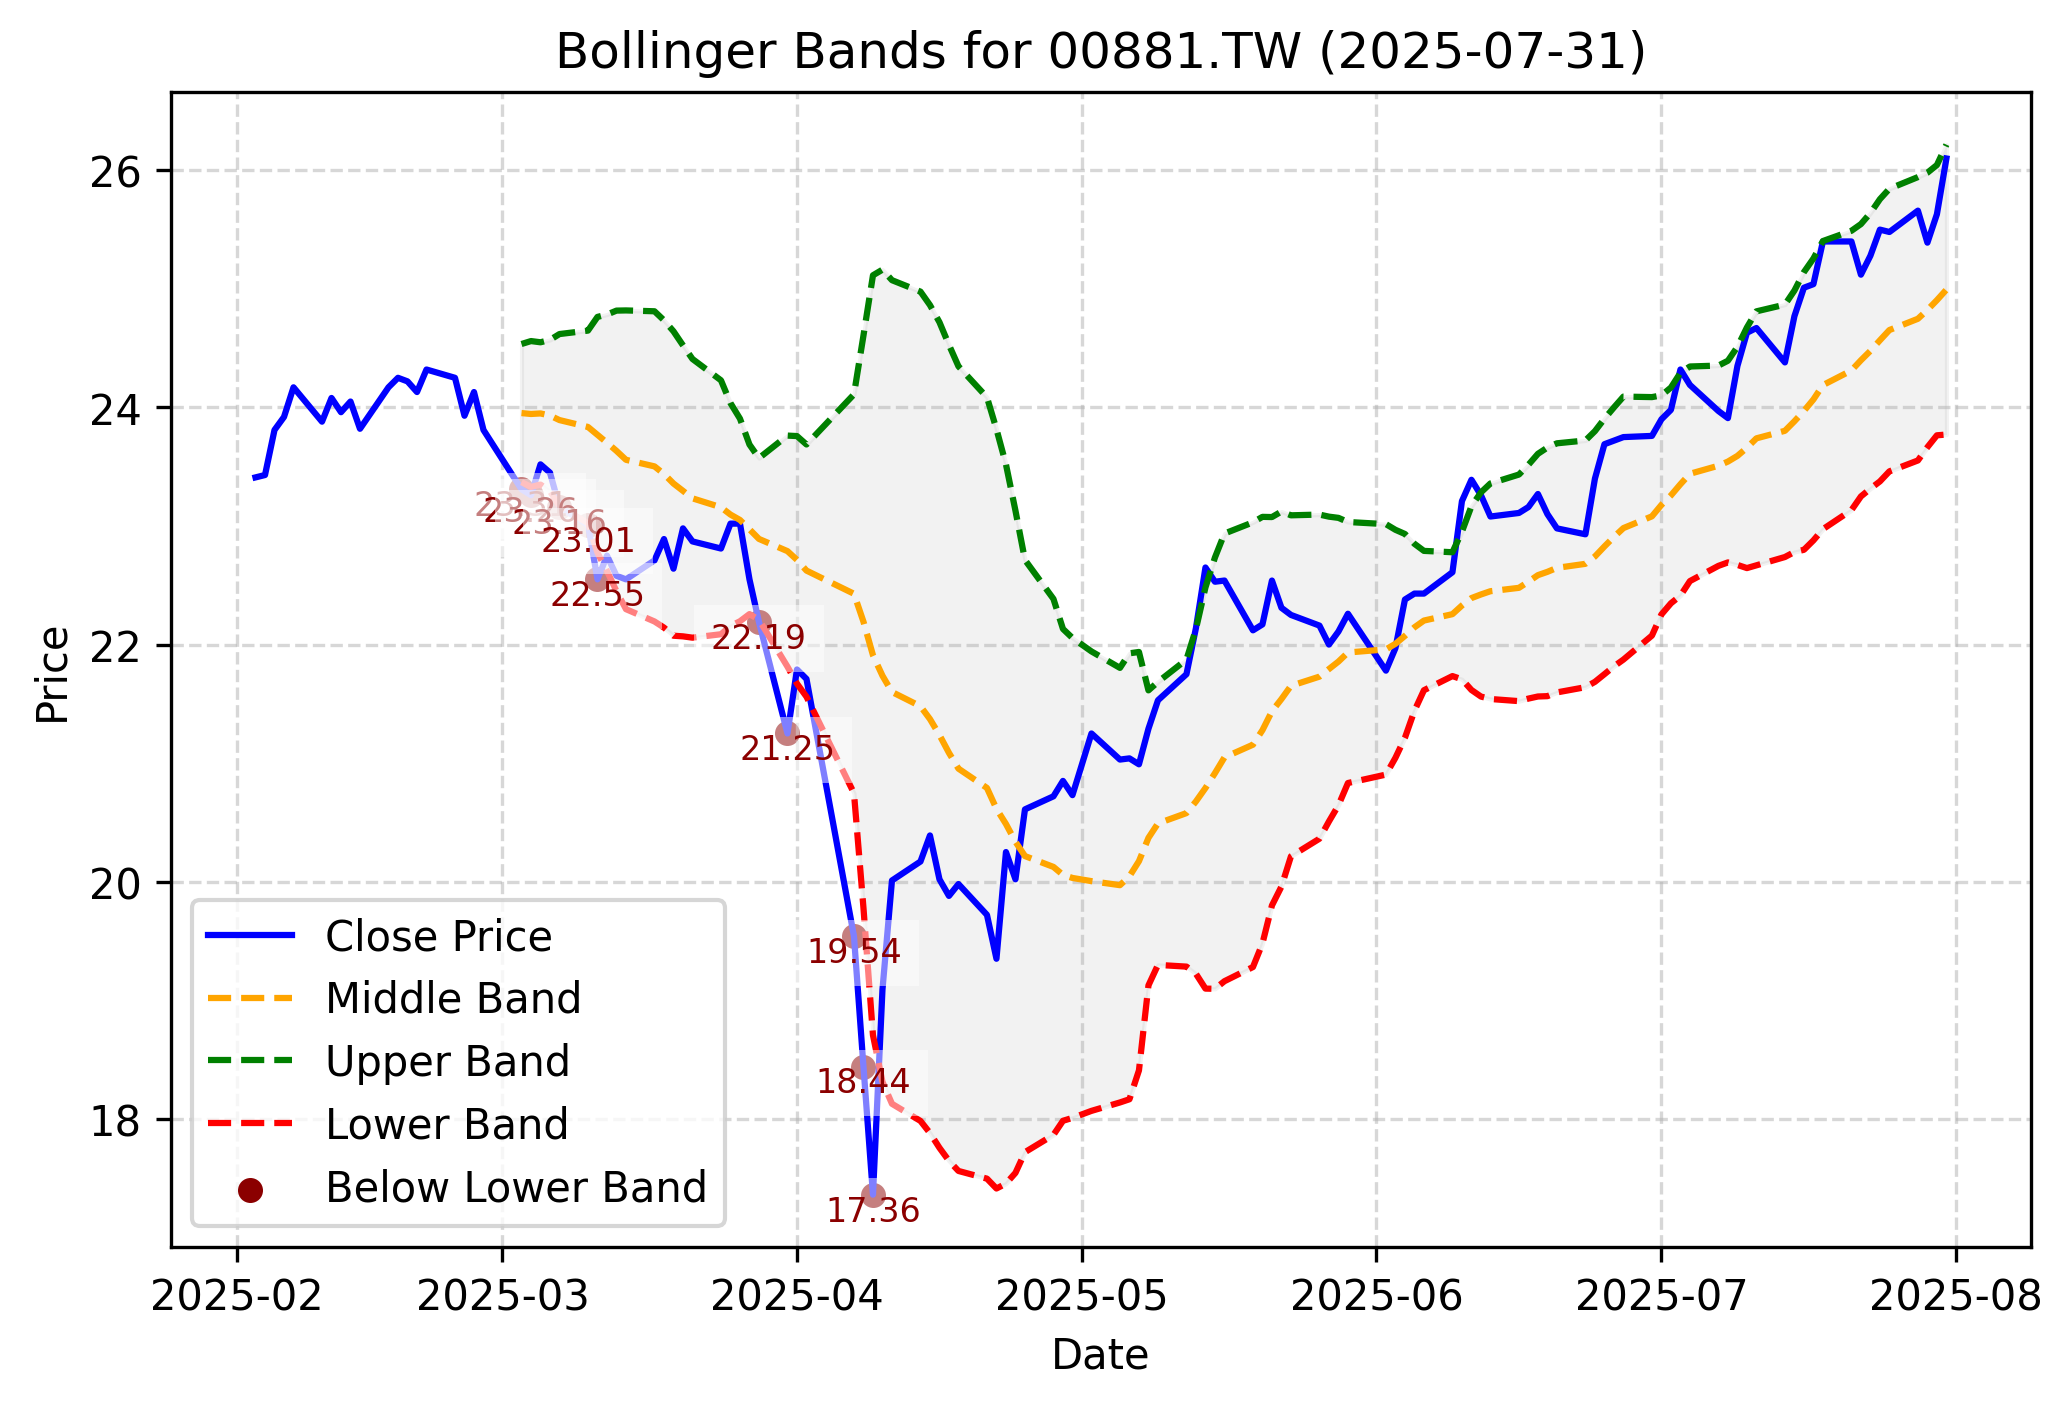 Bollinger Bands for 00881.TW (2025-07-31)
Price
26
24
22
20
18
23.16
23.01
22.55
22.19
21.25
19.54
18.44
17.36
Close Price
Middle Band
Upper Band
Lower Band
Below Lower Band
2025-02
2025-03
2025-04
2025-05
2025-06
2025-07
2025-08
Date